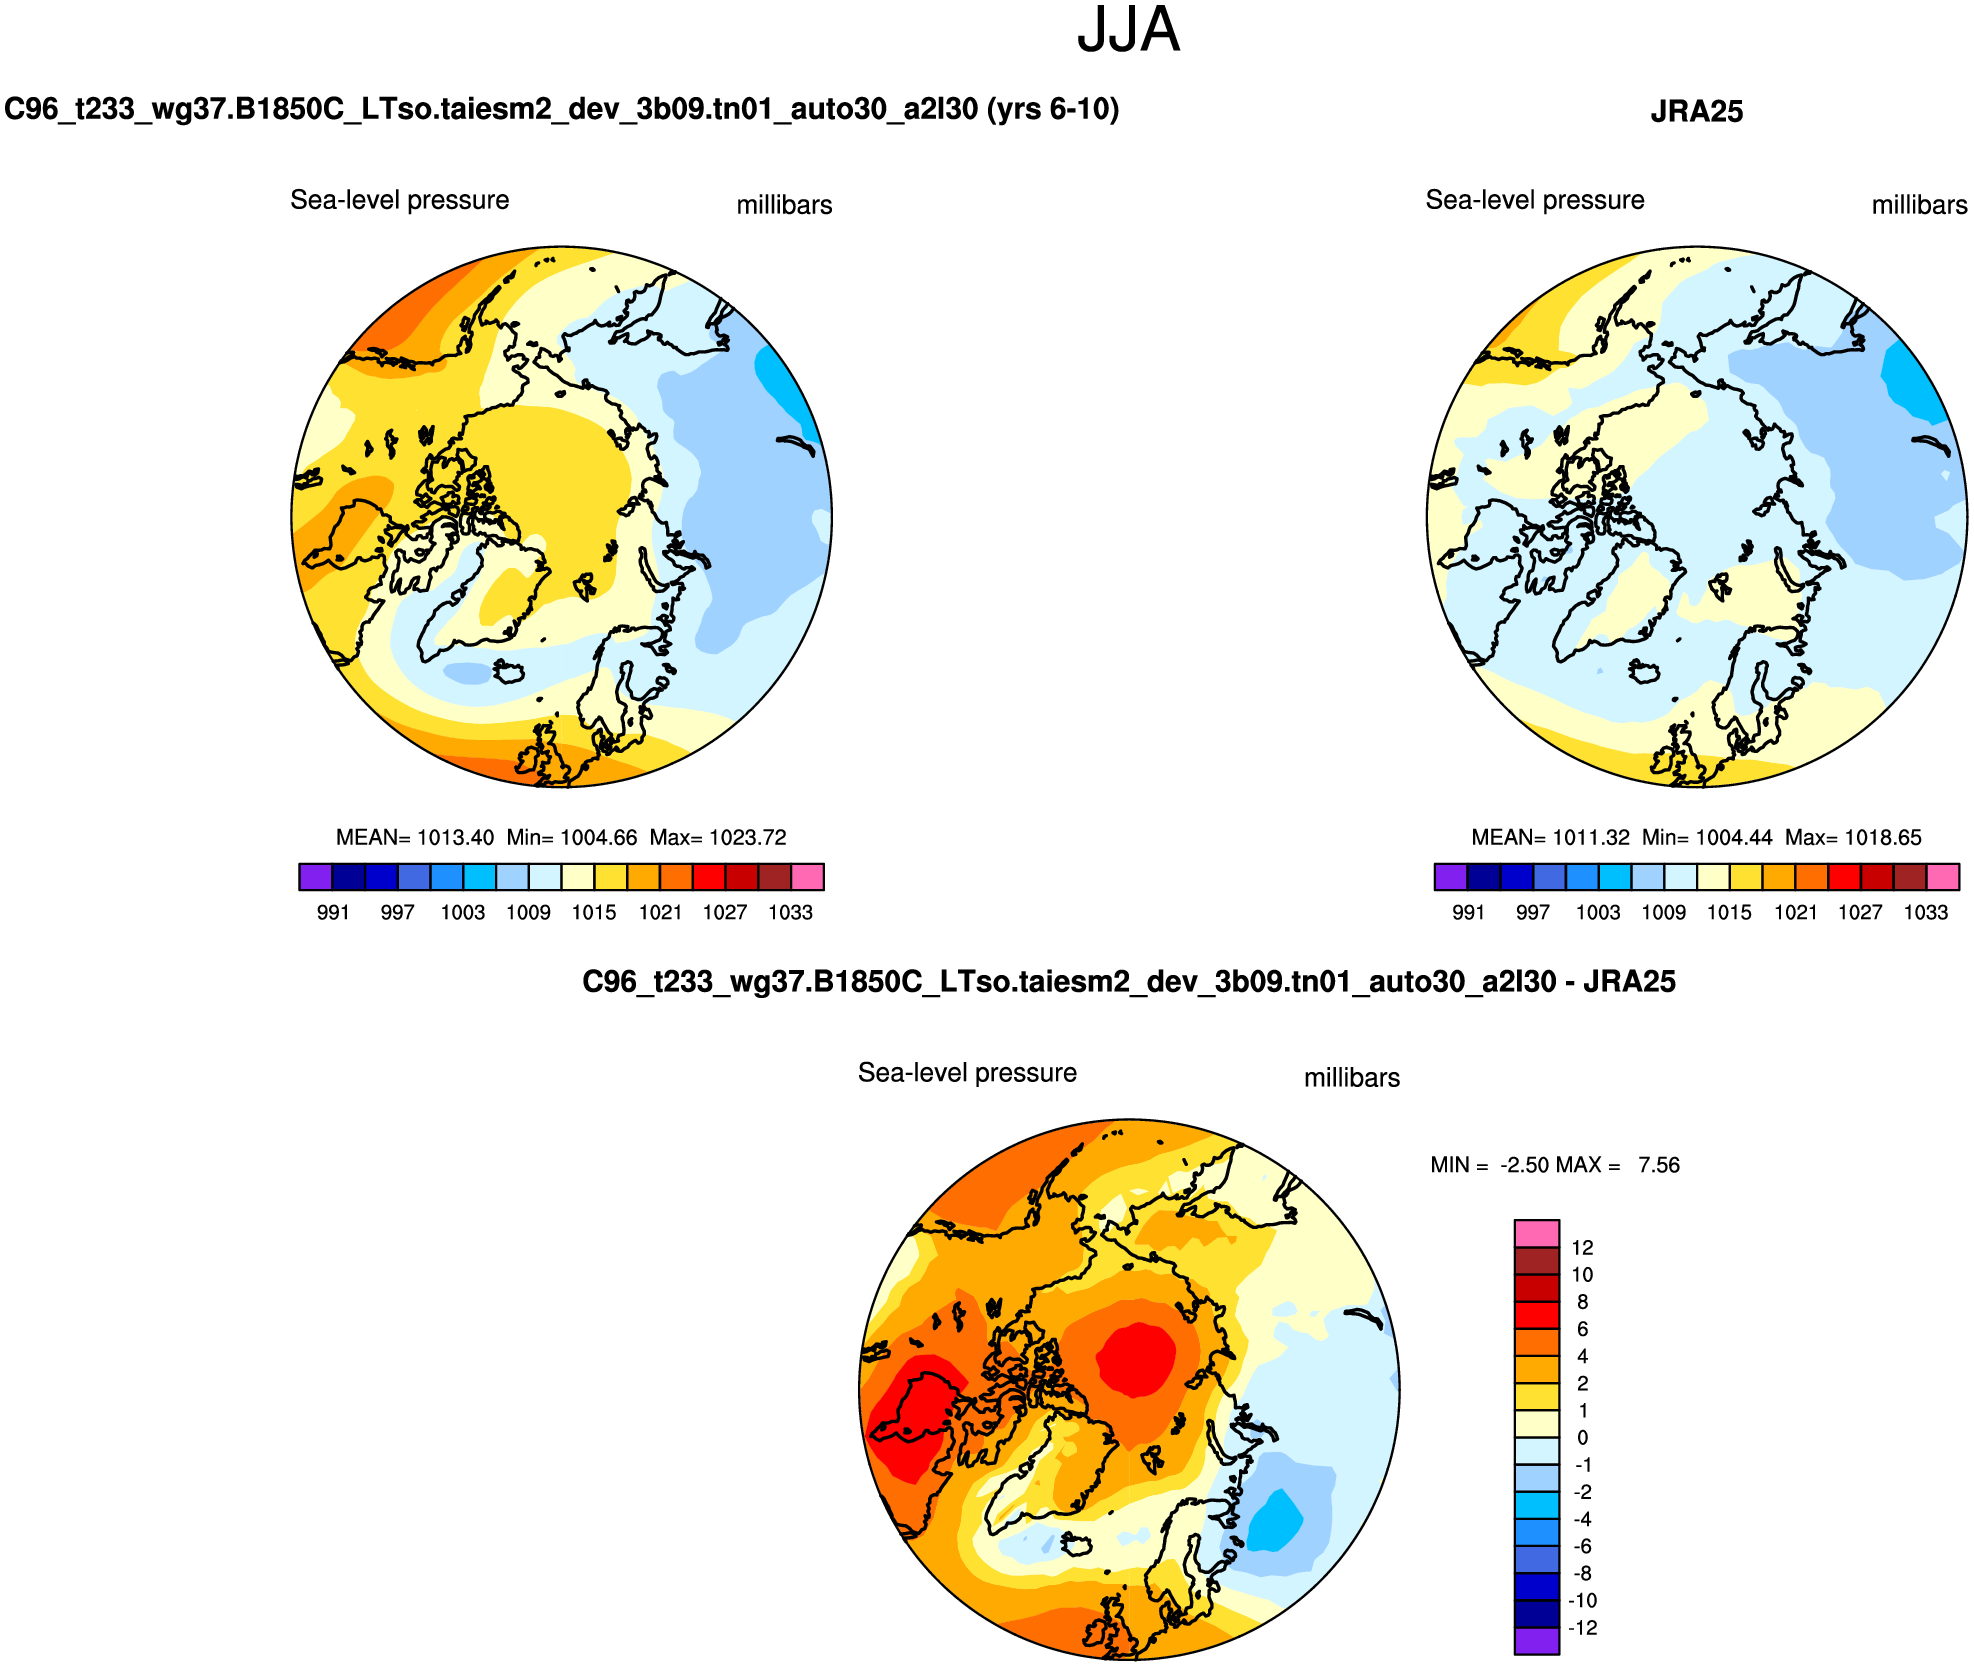 JJA
C96_t233_wg37.B1850C_LTso.taiesm2_dev_3b09.tn01_auto30_a2l30 (yrs 6-10)
JRA25
Sea-level pressure millibars
Sea-level pressure millibars
MEAN= 1013.40 Min= 1004.66 Max= 1023.72
MEAN= 1011.32 Min= 1004.44 Max= 1018.65
991 997 1003 1009 1015 1021 1027 1033
991 997 1003 1009 1015 1021 1027 1033
C96_t233_wg37.B1850C_LTso.taiesm2_dev_3b09.tn01_auto30_a2l30 - JRA25
Sea-level pressure millibars
MIN = -2.50 MAX = 7.56
12
10
8
6
4
2
1
0
-1
-2
-4
-6
-8
-10
-12